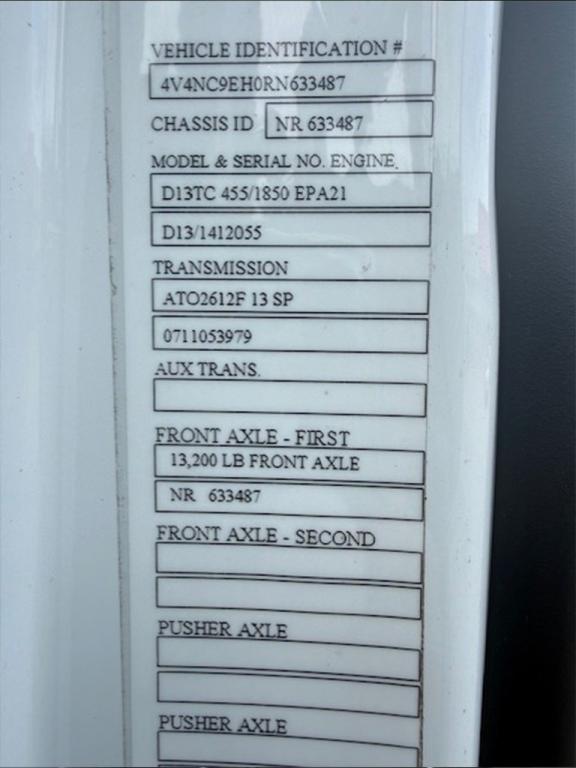 VEHICLE IDENTIFICATION #
4V4NC9EH0RN633487
CHASSIS ID NR 633487
MODEL & SERIAL NO. ENGINE.
D13TC 455/1850 EPA21
D13/1412055
TRANSMISSION
ATO2612F 13 SP
0711053979
AUX TRANS.
FRONT AXLE - FIRST
13,200 LB FRONT AXLE
NR 633487
FRONT AXLE - SECOND
PUSHER AXLE
PUSHER AXLE